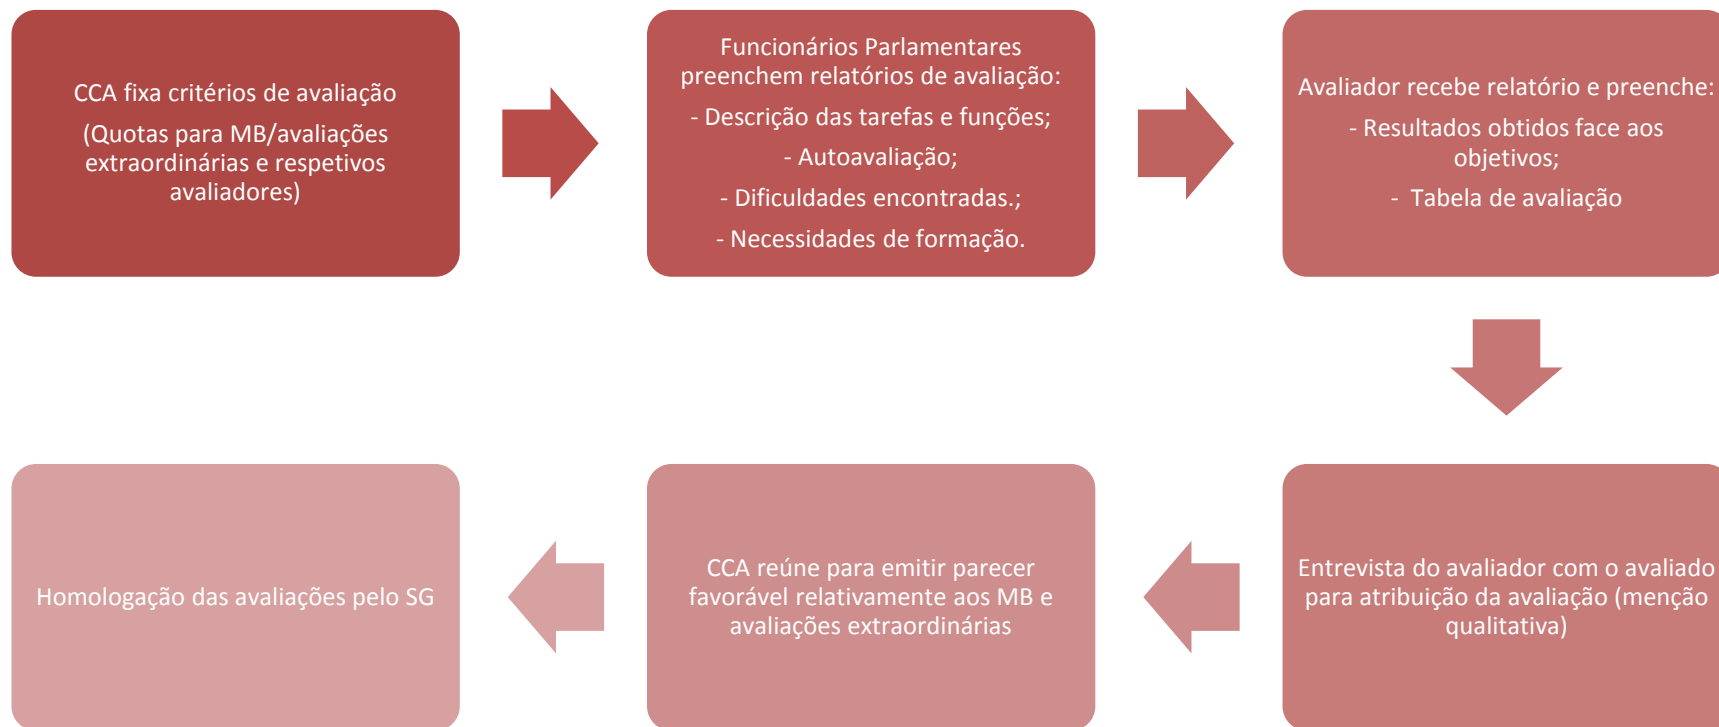 CCA fixa critérios de avaliação
(Quotas para MB/avaliações
extraordinárias e respetivos
avaliadores)
Funcionários Parlamentares
preenchem relatórios de avaliação:
- Descrição das tarefas e funções;
- Autoavaliação;
- Dificuldades encontradas.;
- Necessidades de formação.
Avaliador recebe relatório e preenche:
- Resultados obtidos face aos
objetivos;
- Tabela de avaliação
Entrevista do avaliador com o avaliado
para atribuição da avaliação (menção
qualitativa)
CCA reúne para emitir parecer
favorável relativamente aos MB e
avaliações extraordinárias
Homologação das avaliações pelo SG